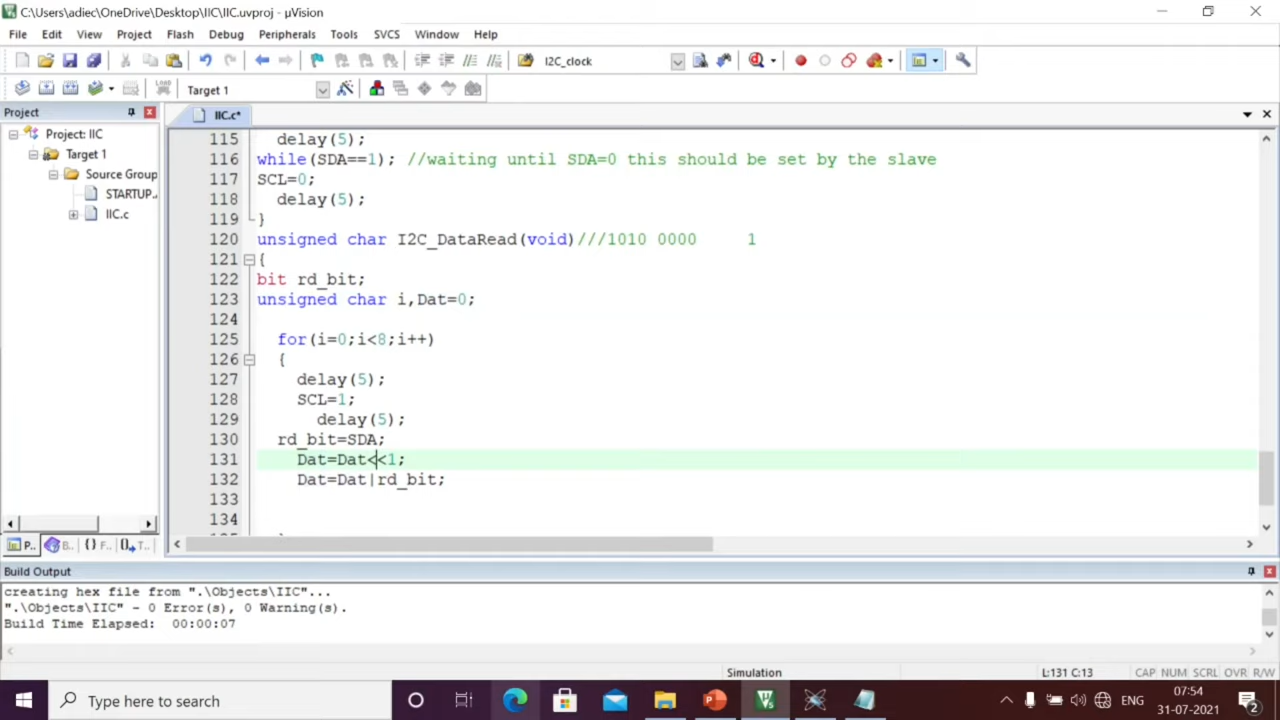 C:\Users\adiec\OneDrive\Desktop\IIC\IIC.uvproj - µVision
File Edit View Project Flash Debug Peripherals Tools SVCS Window Help
I2C_clock
LOAD
Target 1
Project
IIC.c*
Project: IIC
Target 1
Source Group
STARTUP.
IIC.c
115 delay(5);
116 while(SDA==1); //waiting until SDA=0 this should be set by the slave
117 SCL=0;
118 delay(5);
119 }
120 unsigned char I2C_DataRead(void)///1010 0000 1
121 {
122 bit rd_bit;
123 unsigned char i,Dat=0;
124
125 for(i=0;i<8;i++)
126 {
127 delay(5);
128 SCL=1;
129 delay(5);
130 rd_bit=SDA;
131 Dat=Dat<<1;
132 Dat=Dat|rd_bit;
133
134
P.. B.. {} F.. T..
Build Output
creating hex file from ".\Objects\IIC"...
".\Objects\IIC" - 0 Error(s), 0 Warning(s).
Build Time Elapsed: 00:00:07
Simulation L:131 C:13 CAP NUM SCRL OVR R/W
Type here to search
ENG
07:54
31-07-2021
2